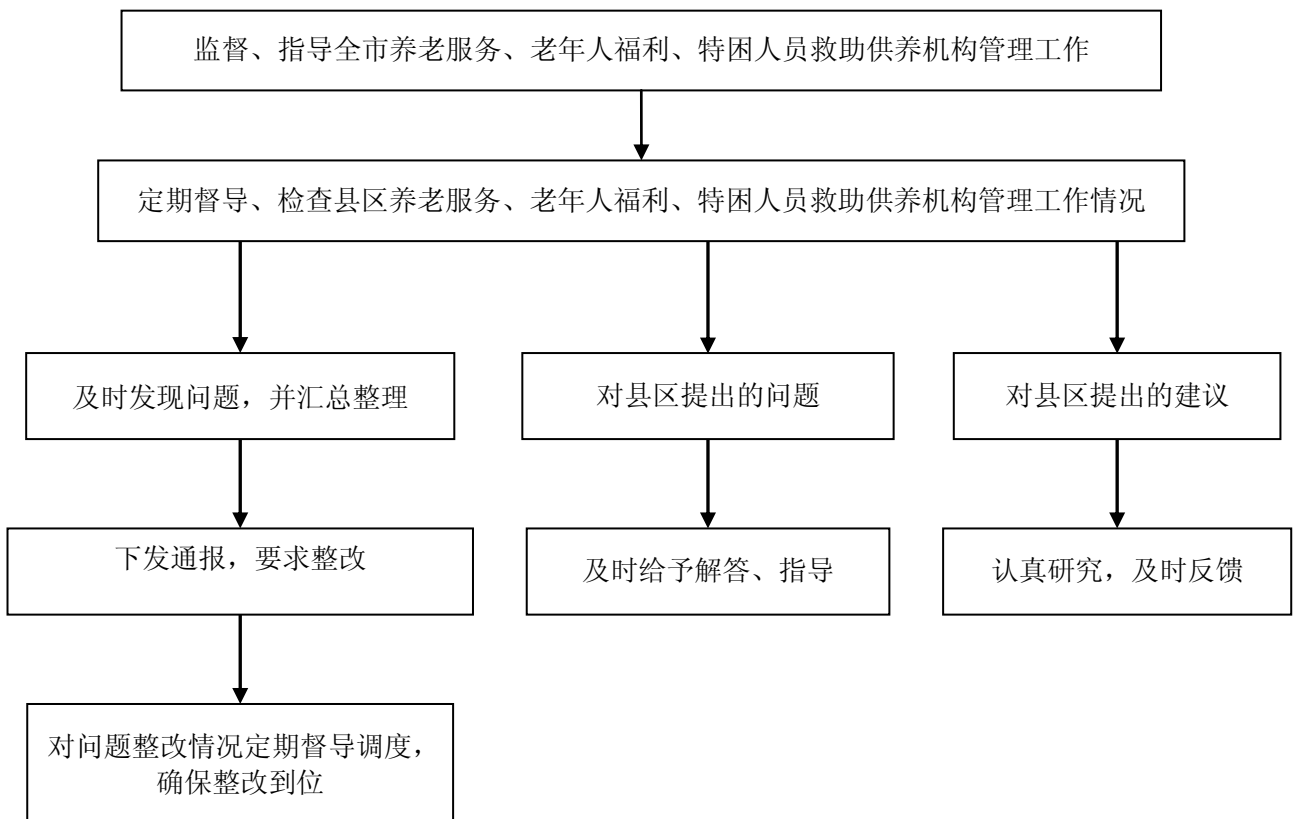 监督、指导全市养老服务、老年人福利、特困人员救助供养机构管理工作
定期督导、检查县区养老服务、老年人福利、特困人员救助供养机构管理工作情况
及时发现问题，并汇总整理
对县区提出的问题
对县区提出的建议
下发通报，要求整改
及时给予解答、指导
认真研究，及时反馈
对问题整改情况定期督导调度，
确保整改到位